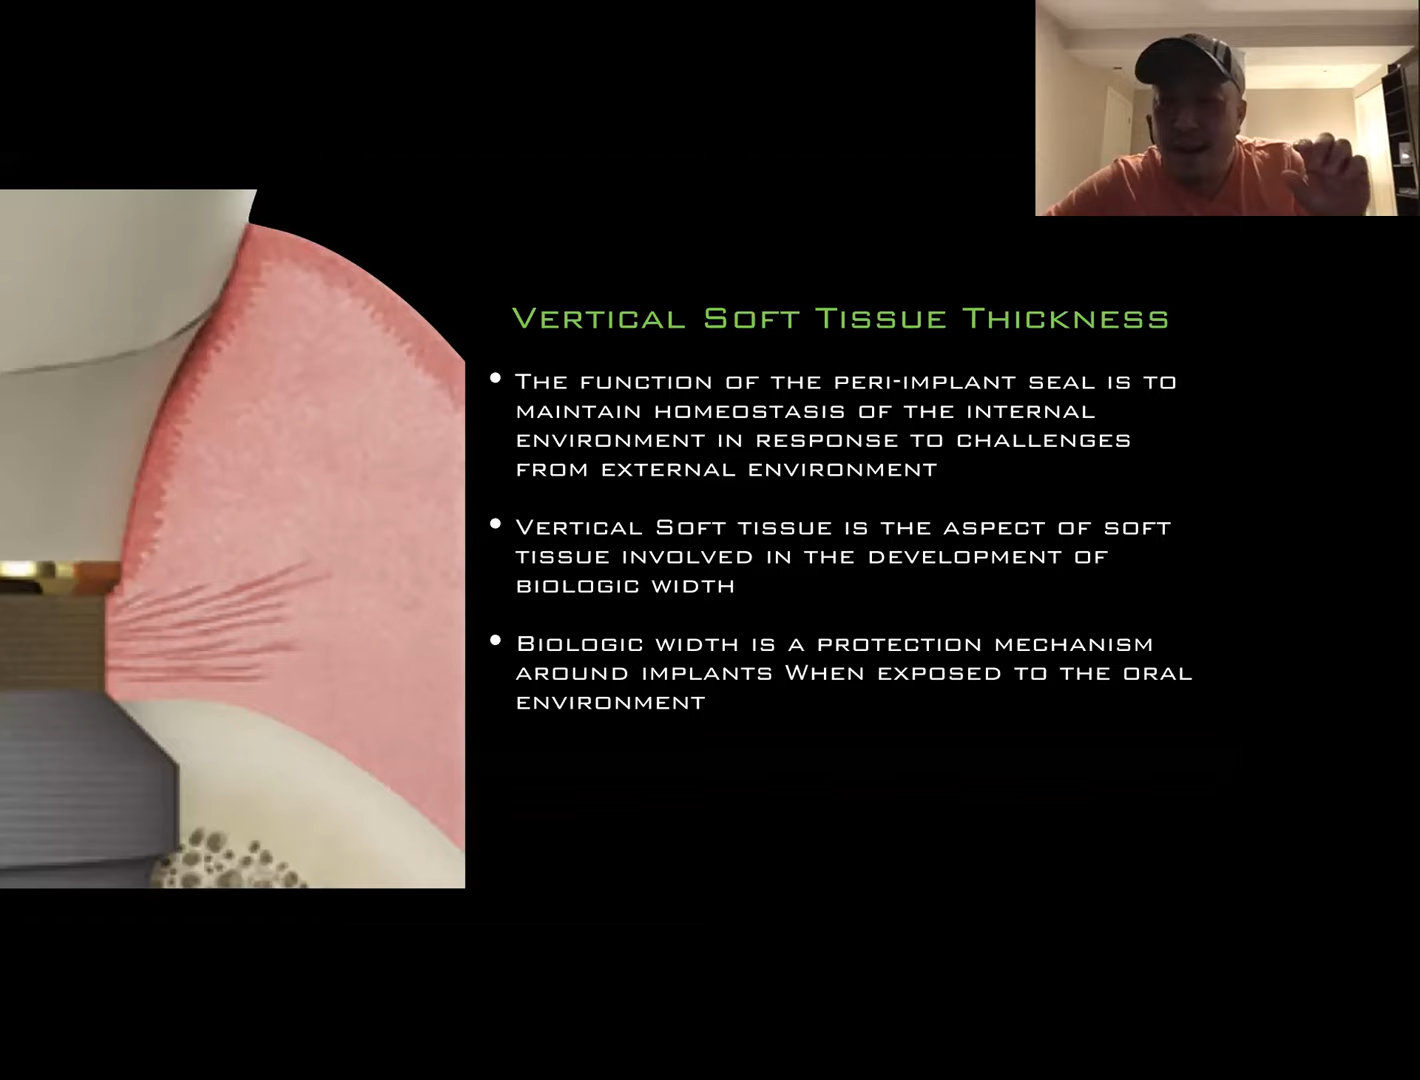 Vertical Soft Tissue Thickness
• The function of the peri-implant seal is to
maintain homeostasis of the internal
environment in response to challenges
from external environment
• Vertical Soft tissue is the aspect of soft
tissue involved in the development of
biologic width
• Biologic width is a protection mechanism
around implants When exposed to the oral
environment